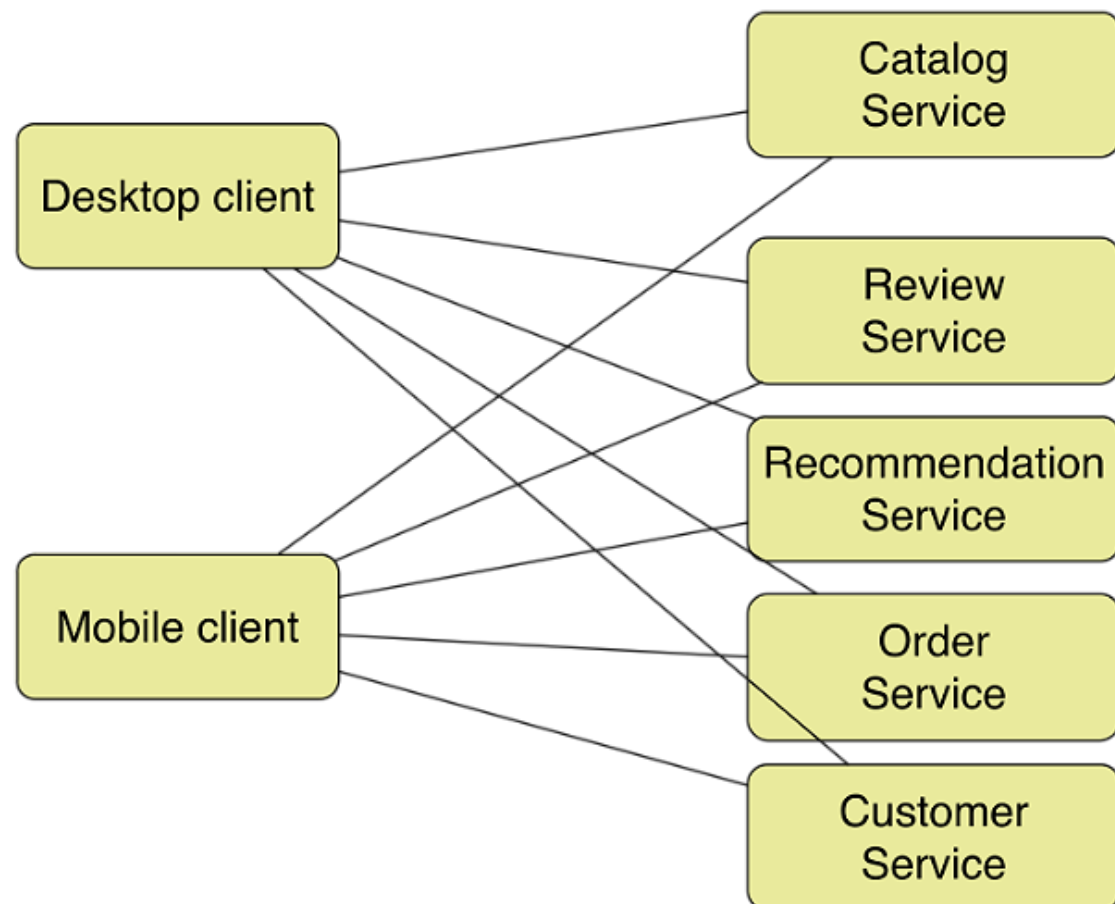 Catalog
Service
Desktop client
Review
Service
Recommendation
Service
Mobile client
Order
Service
Customer
Service